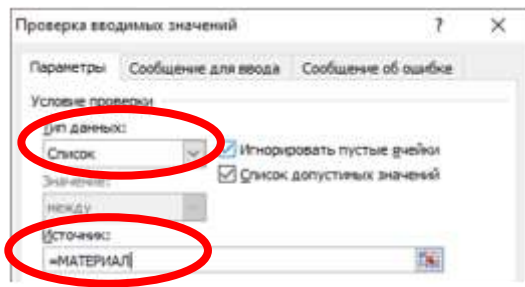 Проверка вводимых значений ? ×
Параметры Сообщение для ввода Сообщение об ошибке
Условие проверки
Тип данных:
Список Игнорировать пустые ячейки
Значение: Список допустимых значений
между
Источник:
=МАТЕРИАЛ